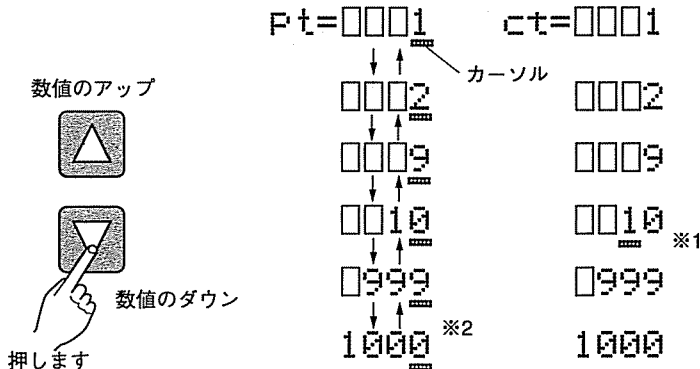 pt=□□□1 ct=□□□1
カーソル
数値のアップ
□□□2 □□□2
□□□9 □□□9
□□10 □□10 ※1
数値のダウン
□999 □999
1000 ※2 1000
押します